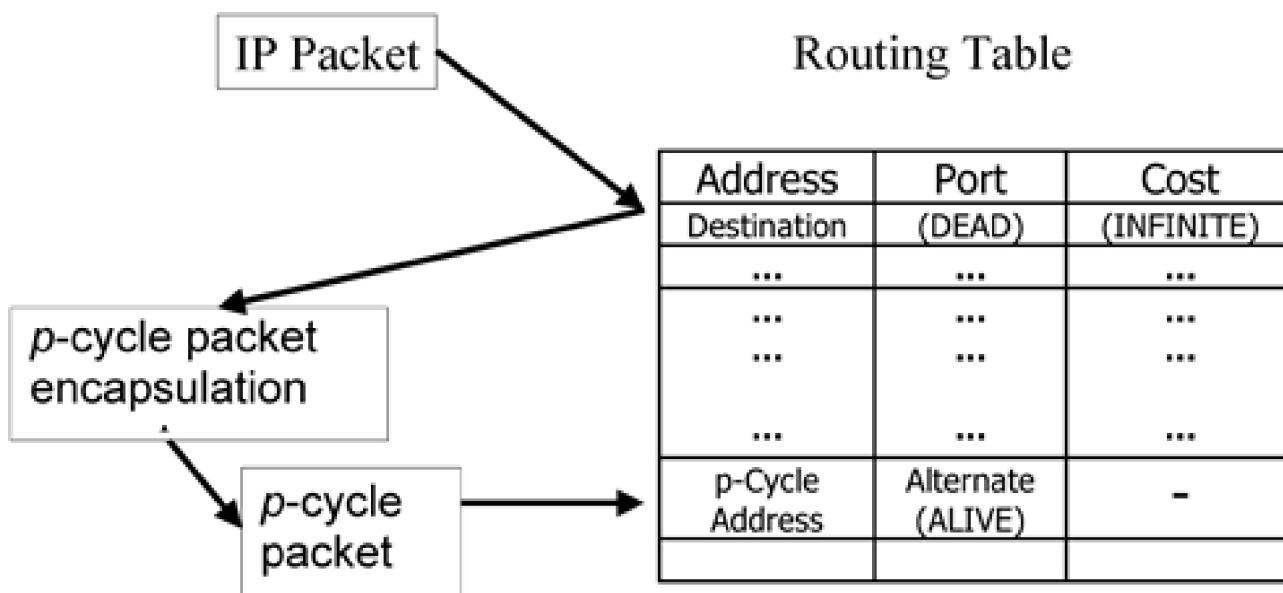 IP Packet
Routing Table
Address Port Cost
Destination (DEAD) (INFINITE)
... ... ...
... ... ...
... ... ...
... ... ...
p-Cycle Address Alternate (ALIVE) -
p-cycle packet
encapsulation
p-cycle
packet